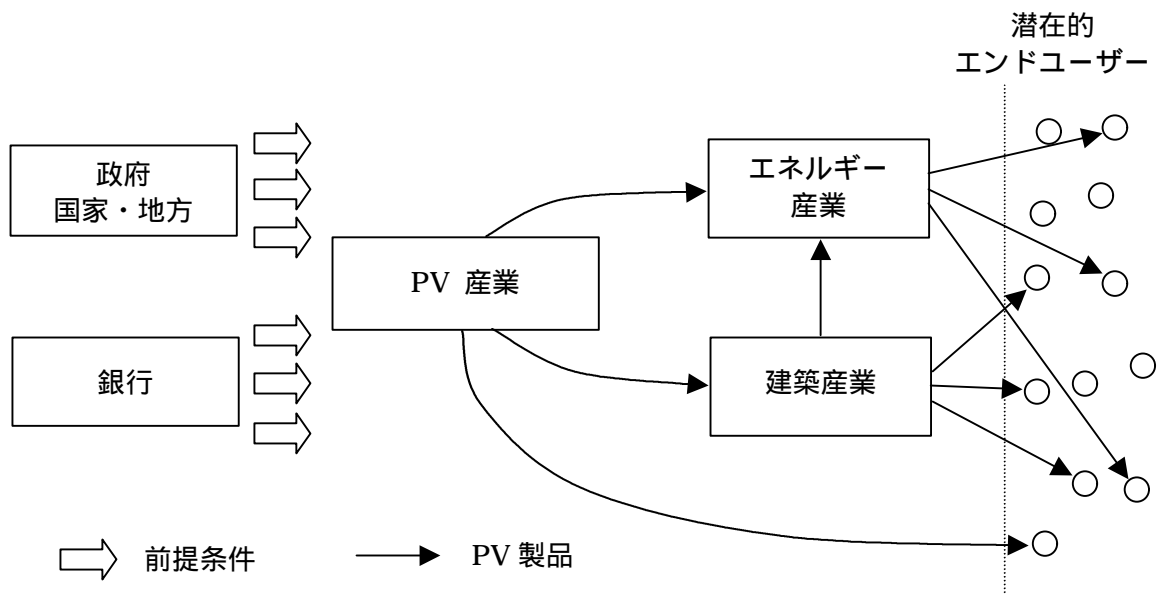 潜在的
エンドユーザー
政府
国家・地方
エネルギー
産業
PV 産業
銀行
建築産業
前提条件
PV 製品